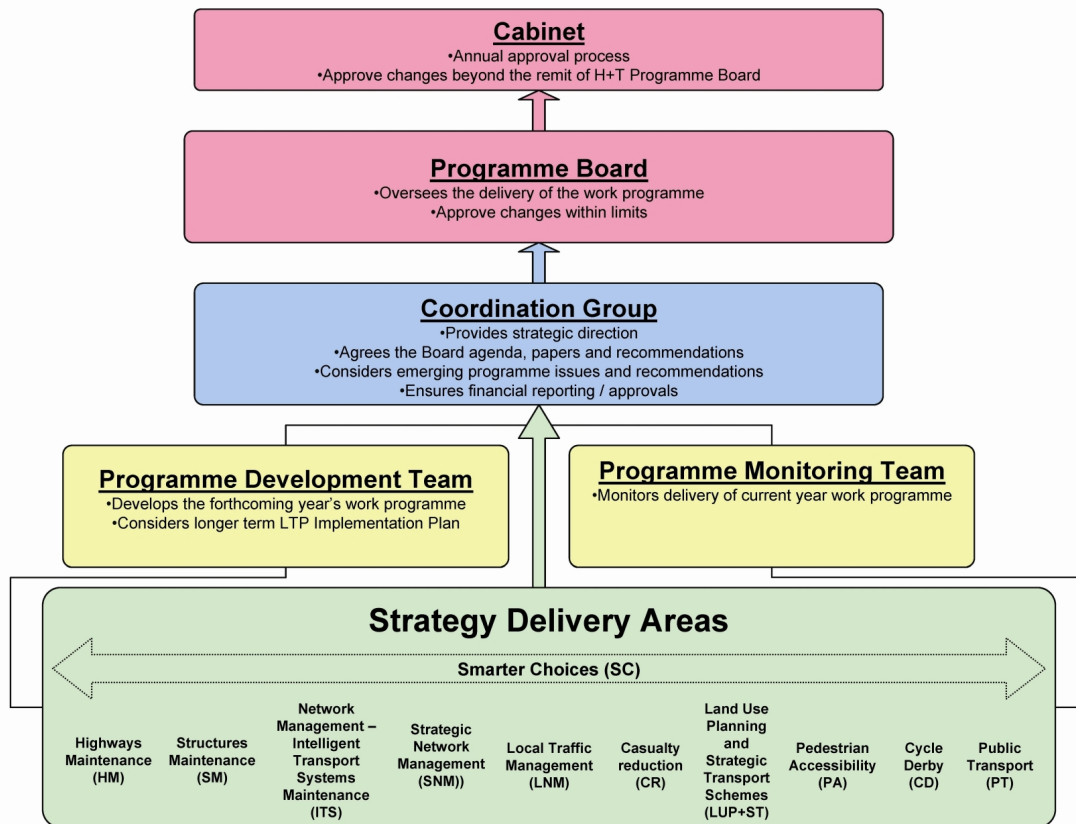 Cabinet
•Annual approval process
•Approve changes beyond the remit of H+T Programme Board
Programme Board
•Oversees the delivery of the work programme
•Approve changes within limits
Coordination Group
•Provides strategic direction
•Agrees the Board agenda, papers and recommendations
•Considers emerging programme issues and recommendations
•Ensures financial reporting / approvals
Programme Development Team
•Develops the forthcoming year's work programme
•Considers longer term LTP Implementation Plan
Programme Monitoring Team
•Monitors delivery of current year work programme
Strategy Delivery Areas
Smarter Choices (SC)
Highways
Maintenance
(HM)
Structures
Maintenance
(SM)
Network
Management –
Intelligent
Transport
Systems
Maintenance
(ITS)
Strategic
Network
Management
(SNM))
Local Traffic
Management
(LNM)
Casualty
reduction
(CR)
Land Use
Planning
and
Strategic
Transport
Schemes
(LUP+ST)
Pedestrian
Accessibility
(PA)
Cycle
Derby
(CD)
Public
Transport
(PT)